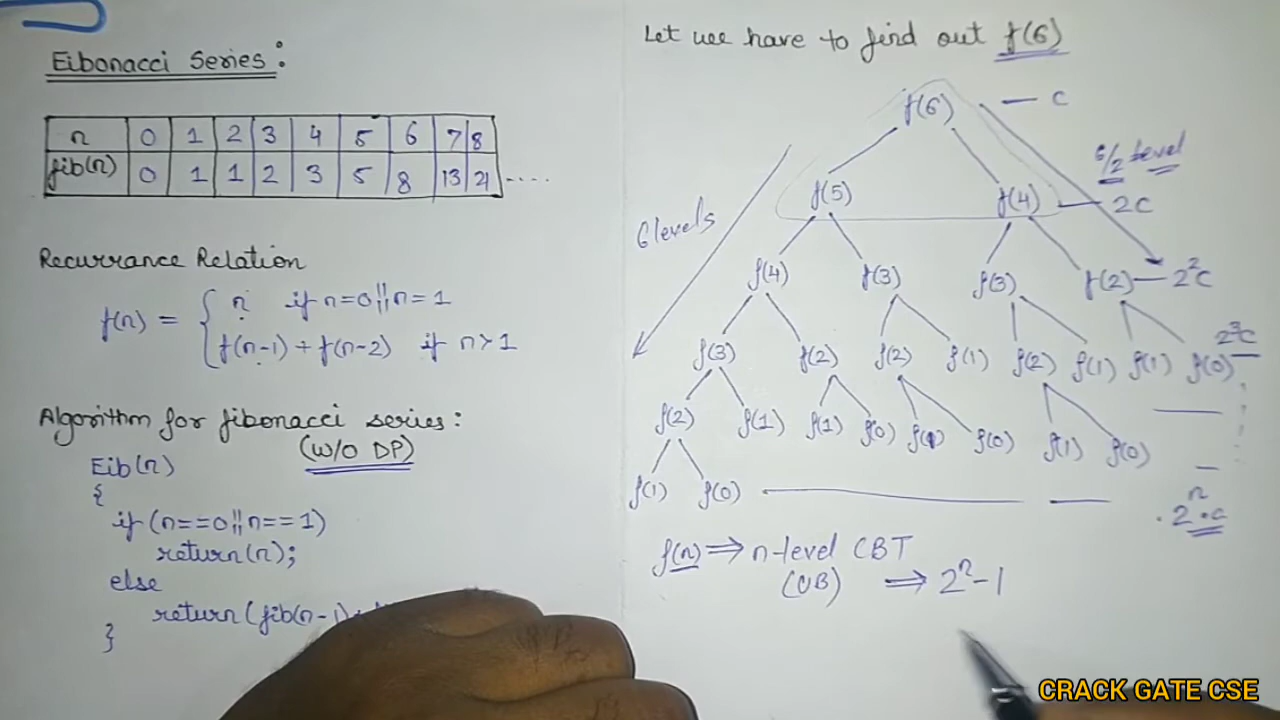 Fibonacci Series:
n 0 1 2 3 4 5 6 7 8
fib(n) 0 1 1 2 3 5 8 13 21 ....
Recurrance Relation
f(n) = { n if n=0||n=1
f(n-1) + f(n-2) if n>1
Algorithm for fibonacci series:
(W/O DP)
Fib(n)
{
if (n==0||n==1)
return(n);
else
return(fib(n-1)+
}
Let wee have to find out f(6)
f(6) — C
6/2 Level
f(5) f(4) — 2C
6 levels
f(4) f(3) f(3) f(2) — 2²C
f(3) f(2) f(2) f(1) f(2) f(1) f(1) f(0) 2³C
f(2) f(1) f(1) f(0) f(1) f(0) f(1) f(0)
f(1) f(0) 2ⁿ·C
f(n) ⇒ n-level CBT
(UB) ⇒ 2ⁿ-1
CRACK GATE CSE